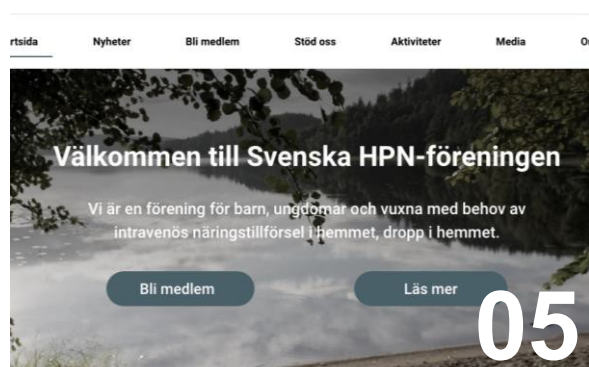 rtsida Nyheter Bli medlem Stöd oss Aktiviteter Media
Välkommen till Svenska HPN-föreningen
Vi är en förening för barn, ungdomar och vuxna med behov av
intravenös näringstillförsel i hemmet, dropp i hemmet.
Bli medlem Läs mer
05